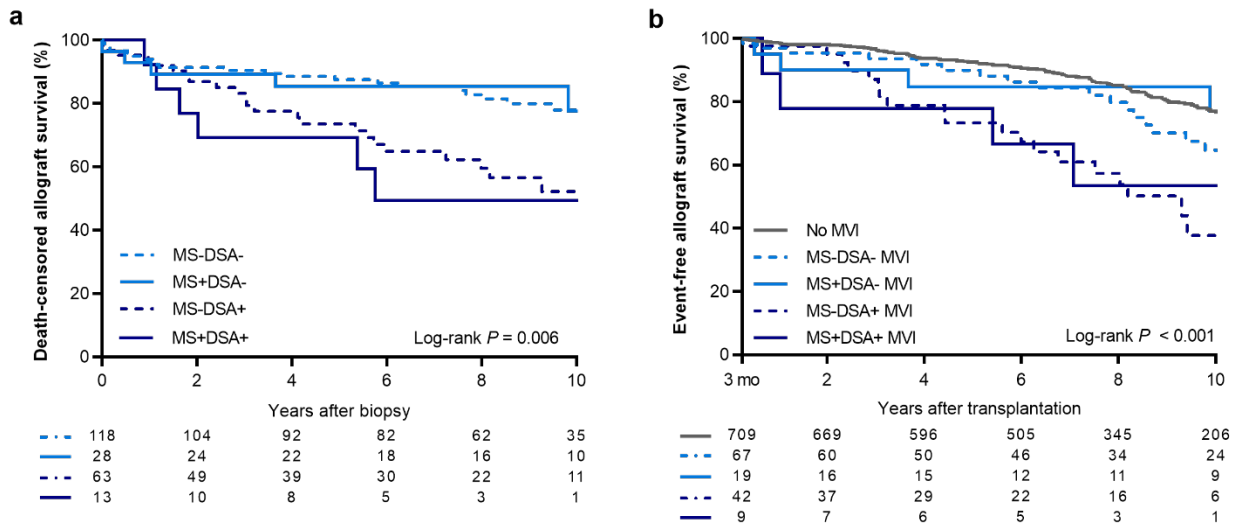 a
Death-censored allograft survival (%)
100
80
60
40
20
0
MS-DSA-
MS+DSA-
MS-DSA+
MS+DSA+
Log-rank P = 0.006
0 2 4 6 8 10
Years after biopsy
118 104 92 82 62 35
28 24 22 18 16 10
63 49 39 30 22 11
13 10 8 5 3 1
b
Event-free allograft survival (%)
100
80
60
40
20
0
No MVI
MS-DSA- MVI
MS+DSA- MVI
MS-DSA+ MVI
MS+DSA+ MVI
Log-rank P < 0.001
3 mo 2 4 6 8 10
Years after transplantation
709 669 596 505 345 206
67 60 50 46 34 24
19 16 15 12 11 9
42 37 29 22 16 6
9 7 6 5 3 1